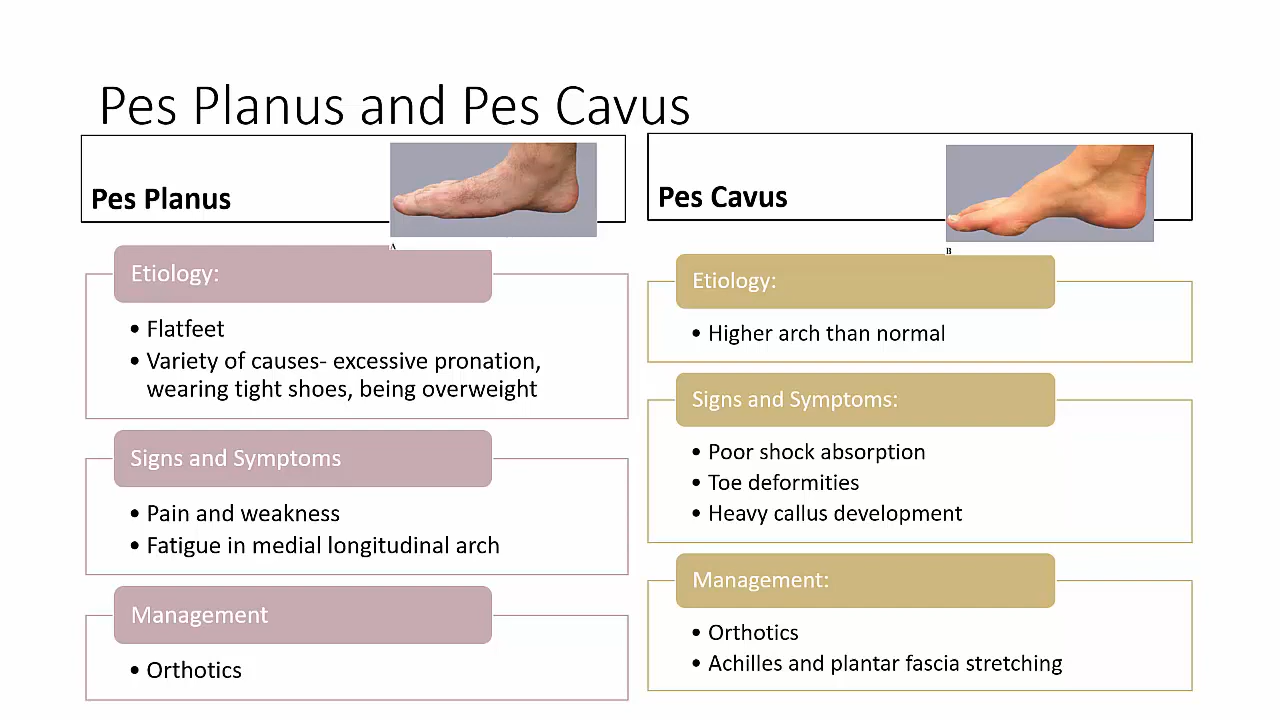 Pes Planus and Pes Cavus
Pes Planus
A
Etiology:
• Flatfeet
• Variety of causes- excessive pronation,
wearing tight shoes, being overweight
Signs and Symptoms
• Pain and weakness
• Fatigue in medial longitudinal arch
Management
• Orthotics
Pes Cavus
B
Etiology:
• Higher arch than normal
Signs and Symptoms:
• Poor shock absorption
• Toe deformities
• Heavy callus development
Management:
• Orthotics
• Achilles and plantar fascia stretching